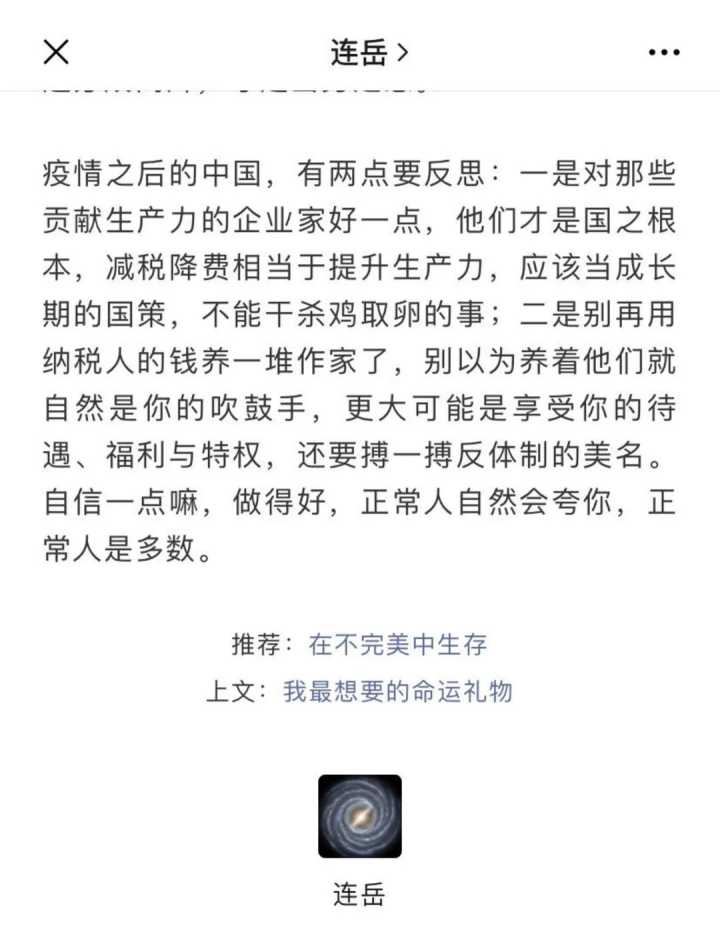 连岳
疫情之后的中国，有两点要反思：一是对那些
贡献生产力的企业家好一点，他们才是国之根
本，减税降费相当于提升生产力，应该当成长
期的国策，不能干杀鸡取卵的事；二是别再用
纳税人的钱养一堆作家了，别以为养着他们就
自然是你的吹鼓手，更大可能是享受你的待
遇、福利与特权，还要搏一搏反体制的美名。
自信一点嘛，做得好，正常人自然会夸你，正
常人是多数。
推荐：在不完美中生存
上文：我最想要的命运礼物
连岳